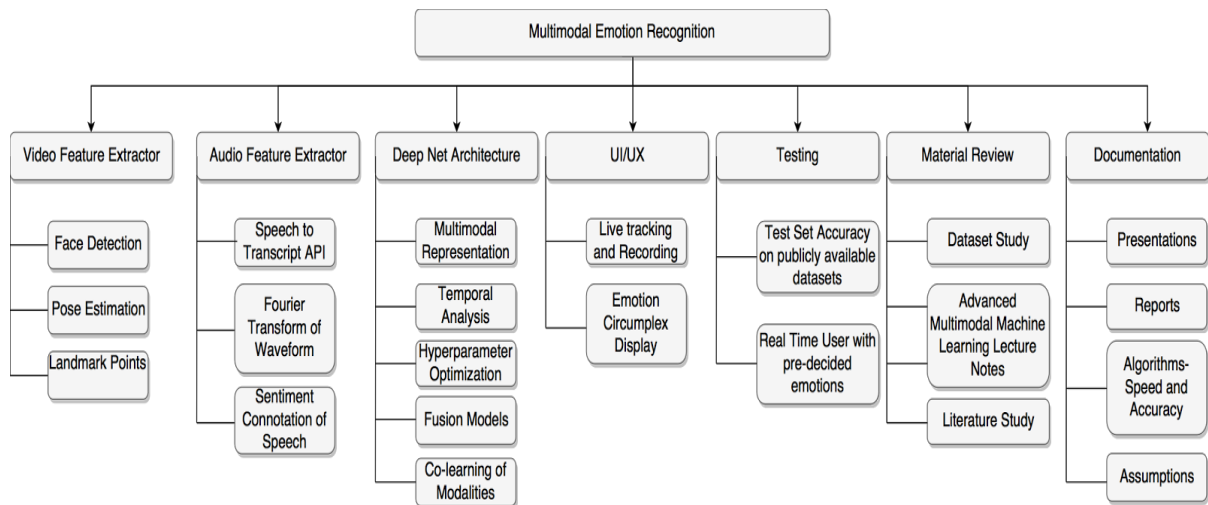 Multimodal Emotion Recognition
Video Feature Extractor
Audio Feature Extractor
Deep Net Architecture
UI/UX
Testing
Material Review
Documentation
Face Detection
Pose Estimation
Landmark Points
Speech to
Transcript API
Fourier
Transform of
Waveform
Sentiment
Connotation of
Speech
Multimodal
Representation
Temporal
Analysis
Hyperparameter
Optimization
Fusion Models
Co-learning of
Modalities
Live tracking
and Recording
Emotion
Circumplex
Display
Test Set Accuracy
on publicly available
datasets
Real Time User with
pre-decided
emotions
Dataset Study
Advanced
Multimodal Machine
Learning Lecture
Notes
Literature Study
Presentations
Reports
Algorithms-
Speed and
Accuracy
Assumptions